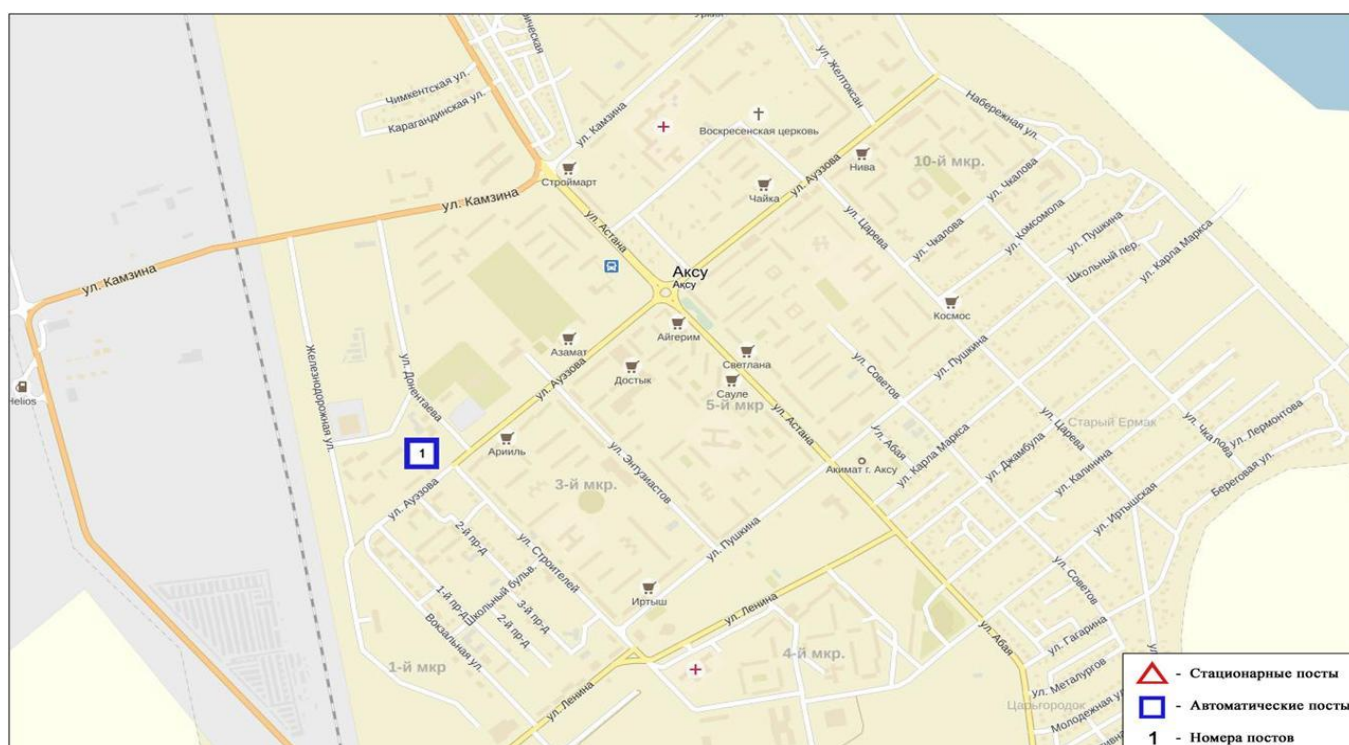 Чимкентская ул.
Карагандинская ул.
ул. Камзина
ул. Желтоксан
Воскресенская церковь
Набережная ул.
Строймарт
ул. Камзина
ул. Камзина
ул. Астана
Чайка
ул. Ауэзова
Нива
10-й мкр.
ул. Чкалова
ул. Чкалова
ул. Царева
ул. Комсомола
ул. Пушкина
Школьный пер.
ул. Карла Маркса
Аксу
Аксу
Космос
Айгерим
Азамат
Достык
Светлана
Сауле
5-й мкр
ул. Советов
ул. Пушкина
Helios
Железнодорожная ул.
ул. Донентаева
ул. Ауэзова
Арииль
1
ул. Ауэзова
3-й мкр.
ул. Энтузиастов
ул. Астана
ул. Абая
Акимат г. Аксу
ул. Карла Маркса
ул. Джамбула
ул. Царева
Старый Ермак
ул. Калинина
ул. Чкалова
ул. Лермонтова
Береговая ул.
ул. Иртышская
2-й пр-д
ул. Строителей
Школьный бульв.
1-й пр-д
2-й пр-д
3-й пр-д
Вокзальная ул.
1-й мкр
ул. Пушкина
Иртыш
ул. Ленина
ул. Ленина
4-й мкр.
ул. Абая
ул. Советов
ул. Гагарина
ул. Металургов
Царьгородок
Молодежная ул.
- Стационарные посты
- Автоматические посты
1 - Номера постов